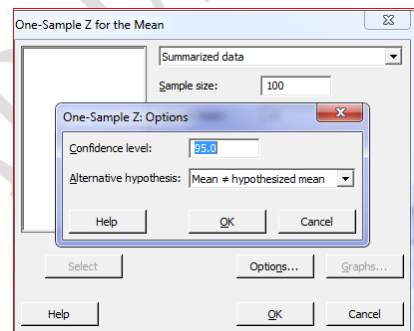 One-Sample Z for the Mean
Summarized data
Sample size: 100
One-Sample Z: Options
Confidence level: 95.0
Alternative hypothesis: Mean ≠ hypothesized mean
Help OK Cancel
Select Options... Graphs...
Help OK Cancel